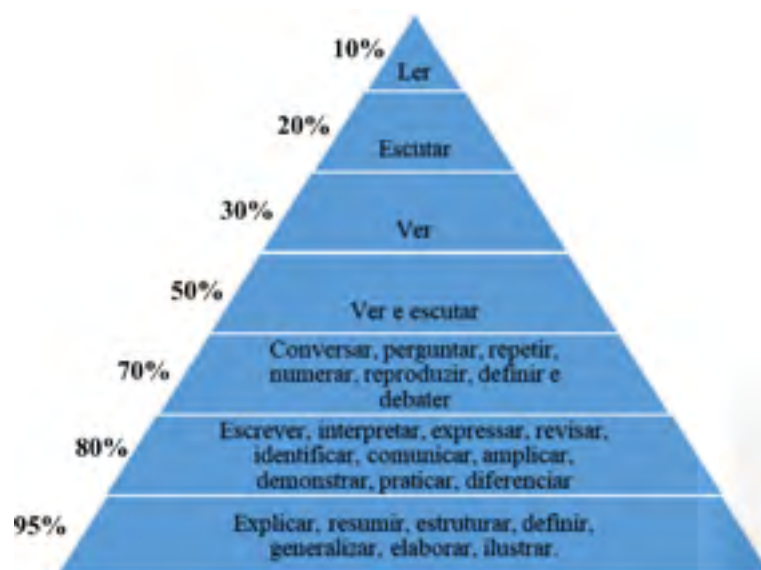 10%
Ler
20%
Escutar
30%
Ver
50%
Ver e escutar
70%
Conversar, perguntar, repetir,
numerar, reproduzir, definir e
debater
80%
Escrever, interpretar, expressar, revisar,
identificar, comunicar, amplicar,
demonstrar, praticar, diferenciar
95%
Explicar, resumir, estruturar, definir,
generalizar, elaborar, ilustrar.